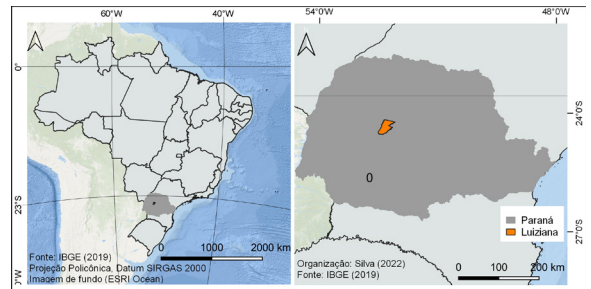 60°W
40°W
0°
23°S
0°W
Fonte: IBGE (2019)
Projeção Policônica, Datum SIRGAS 2000
Imagem de fundo (ESRI Ocean)
0 1000 2000 km
54°0'W
48°0'W
24°0'S
27°0'S
0
Paraná
Luiziana
Organização: Silva (2022)
Fonte: IBGE (2019)
0 100 200 km